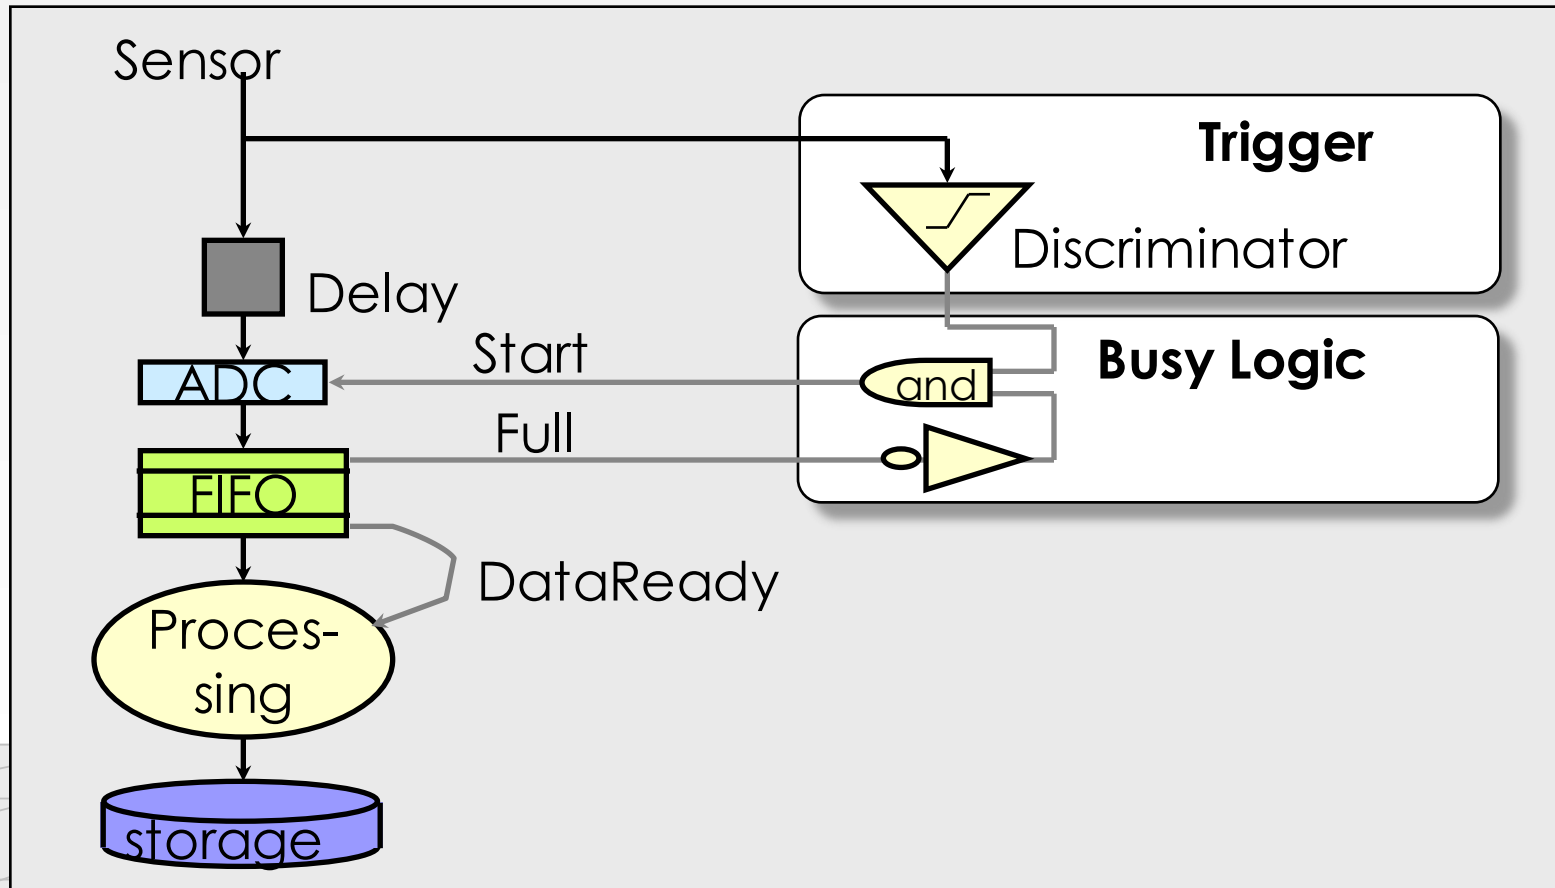 Sensor
Trigger
Discriminator
Delay
Start
Busy Logic
ADC
and
Full
FIFO
DataReady
Proces-
sing
storage